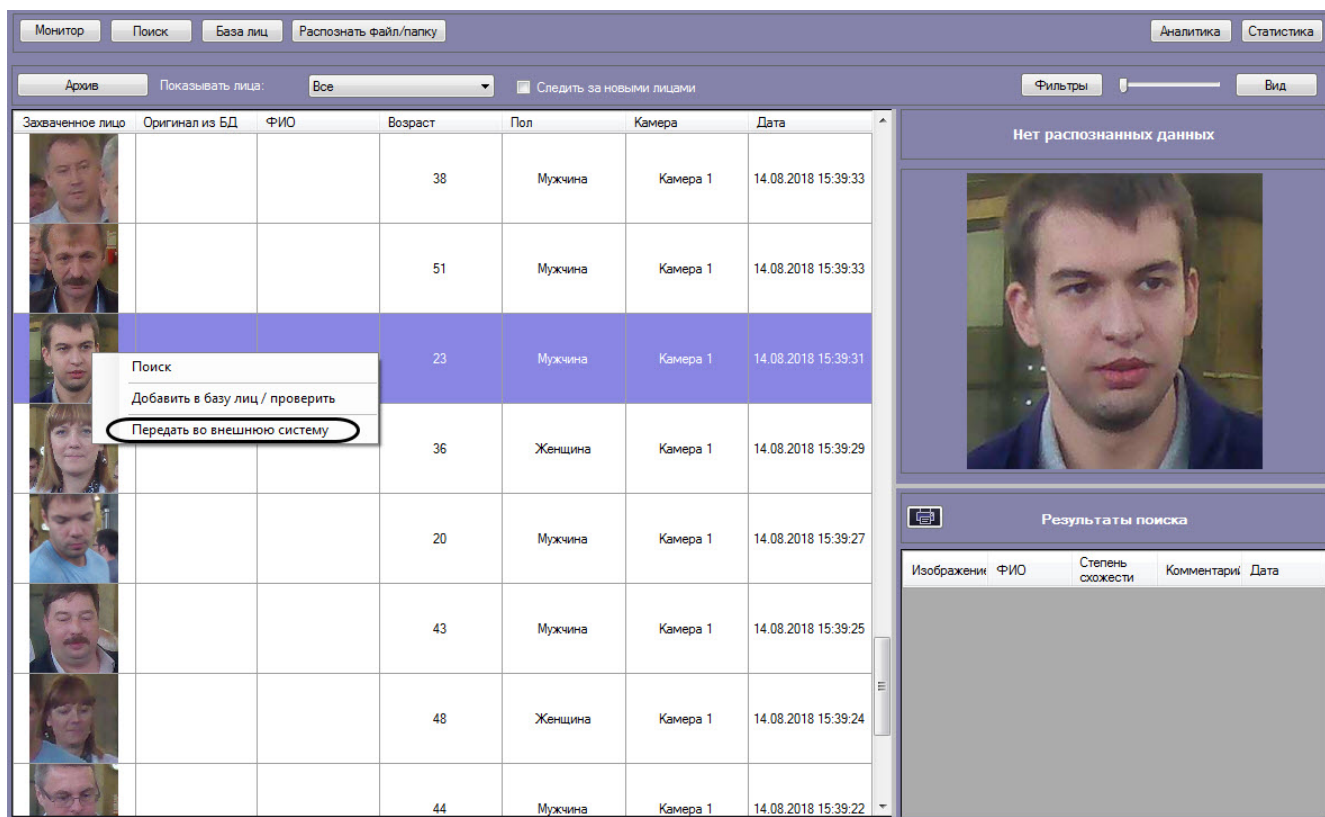 Монитор Поиск База лиц Распознать файл/папку Аналитика Статистика
Архив Показывать лица: Все Следить за новыми лицами Фильтры Вид
Захваченное лицо Оригинал из БД ФИО Возраст Пол Камера Дата
38 Мужчина Камера 1 14.08.2018 15:39:33
51 Мужчина Камера 1 14.08.2018 15:39:33
23 Мужчина Камера 1 14.08.2018 15:39:31
Поиск
Добавить в базу лиц / проверить
Передать во внешнюю систему
36 Женщина Камера 1 14.08.2018 15:39:29
20 Мужчина Камера 1 14.08.2018 15:39:27
43 Мужчина Камера 1 14.08.2018 15:39:25
48 Женщина Камера 1 14.08.2018 15:39:24
44 Мужчина Камера 1 14.08.2018 15:39:22
Нет распознанных данных
Результаты поиска
Изображение ФИО Степень схожести Комментарий Дата